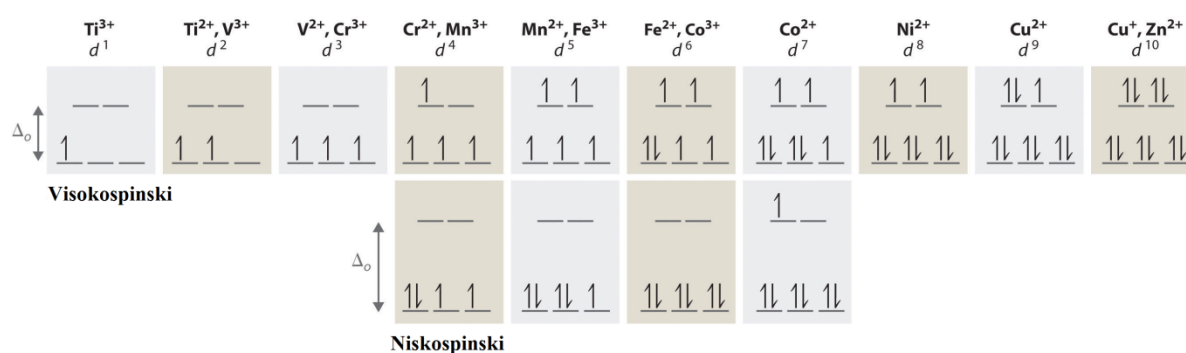 Ti³⁺ Ti²⁺, V³⁺ V²⁺, Cr³⁺ Cr²⁺, Mn³⁺ Mn²⁺, Fe³⁺ Fe²⁺, Co³⁺ Co²⁺ Ni²⁺ Cu²⁺ Cu⁺, Zn²⁺
d¹ d² d³ d⁴ d⁵ d⁶ d⁷ d⁸ d⁹ d¹⁰
Δₒ
Visokospinski
Δₒ
Niskospinski